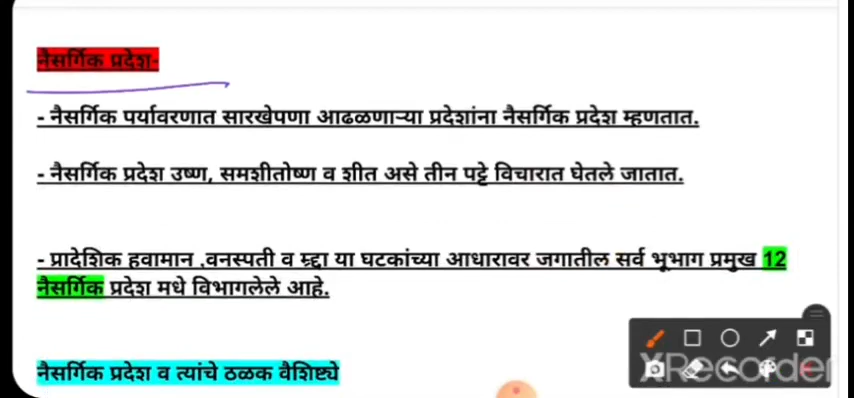 नैसर्गिक प्रदेश-
- नैसर्गिक पर्यावरणात सारखेपणा आढळणाऱ्या प्रदेशांना नैसर्गिक प्रदेश म्हणतात.
- नैसर्गिक प्रदेश उष्ण, समशीतोष्ण व शीत असे तीन पट्टे विचारात घेतले जातात.
- प्रादेशिक हवामान ,वनस्पती व म्र्द्दा या घटकांच्या आधारावर जगातील सर्व भूभाग प्रमुख 12
नैसर्गिक प्रदेश मधे विभागलेले आहे.
नैसर्गिक प्रदेश व त्यांचे ठळक वैशिष्ट्ये
XRecorder